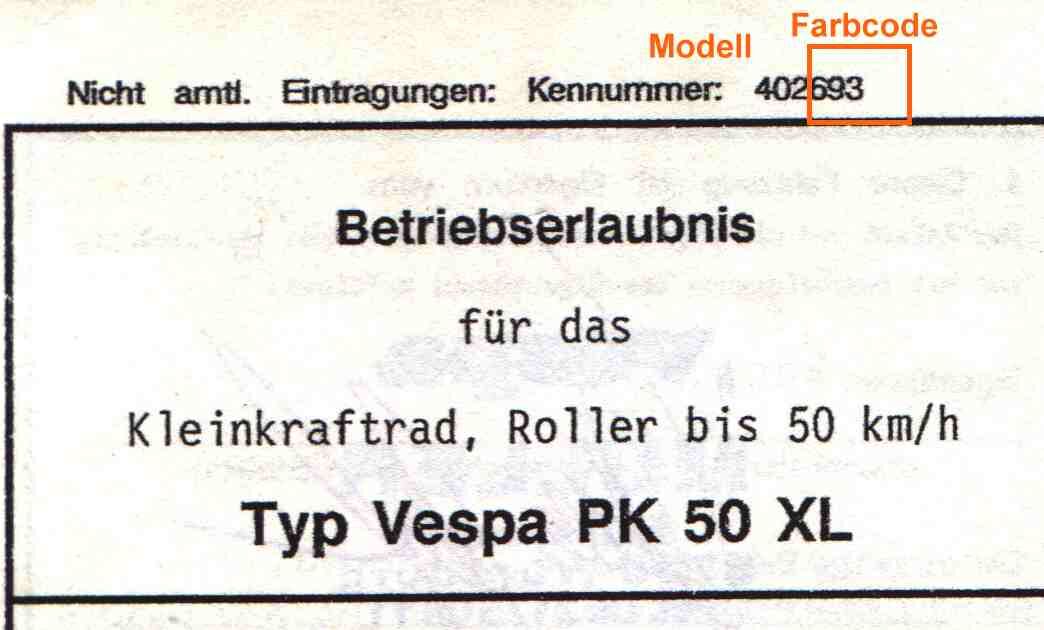 Farbcode
Modell
Nicht amtl. Eintragungen: Kennummer: 402693
Betriebserlaubnis
für das
Kleinkraftrad, Roller bis 50 km/h
Typ Vespa PK 50 XL